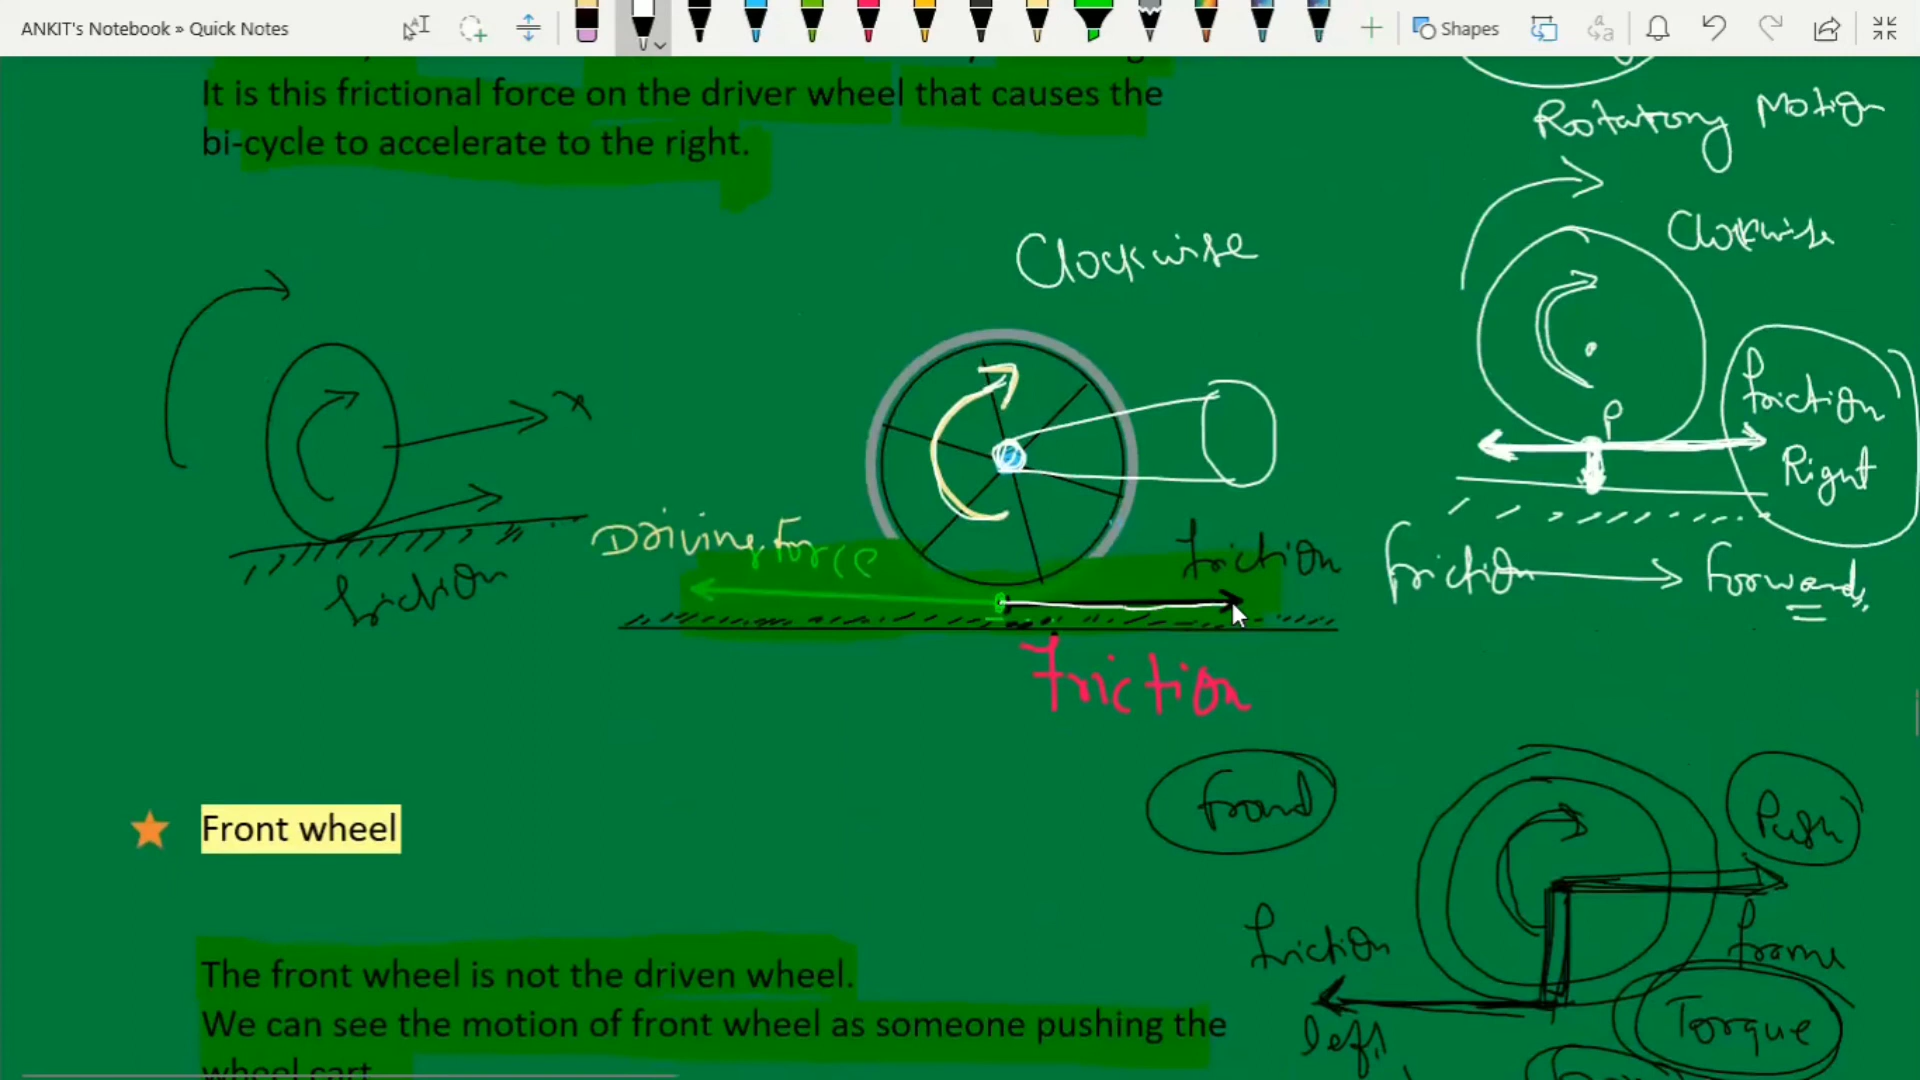 ANKIT's Notebook » Quick Notes
Shapes
It is this frictional force on the driver wheel that causes the
bi-cycle to accelerate to the right.
Rotatory Motion
Clockwise
Clockwise
x
P
Friction
Right
Driving
force
friction
friction
Friction Forward,
Friction
Front wheel
Push
friction
frame
left
Torque
The front wheel is not the driven wheel.
We can see the motion of front wheel as someone pushing the
wheel cart